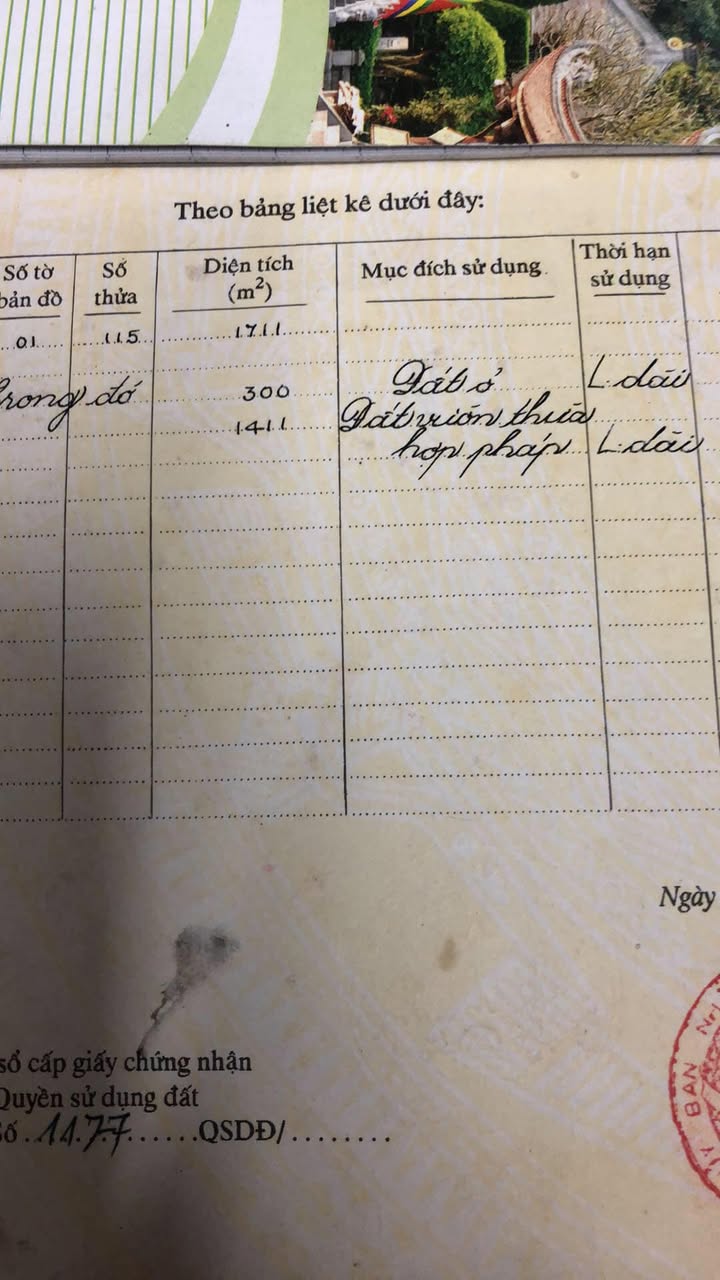 Theo bảng liệt kê dưới đây:
Số tờ bản đồ | Số thửa | Diện tích (m²) | Mục đích sử dụng | Thời hạn sử dụng
01 | 115 | 1711
rong đó | 300 | Đất ở | L dài
1411 | Đất vườn thừa
hợp pháp | L dài
Ngày
sổ cấp giấy chứng nhận
Quyền sử dụng đất
Số .1177......QSDĐ/........
Y BAN